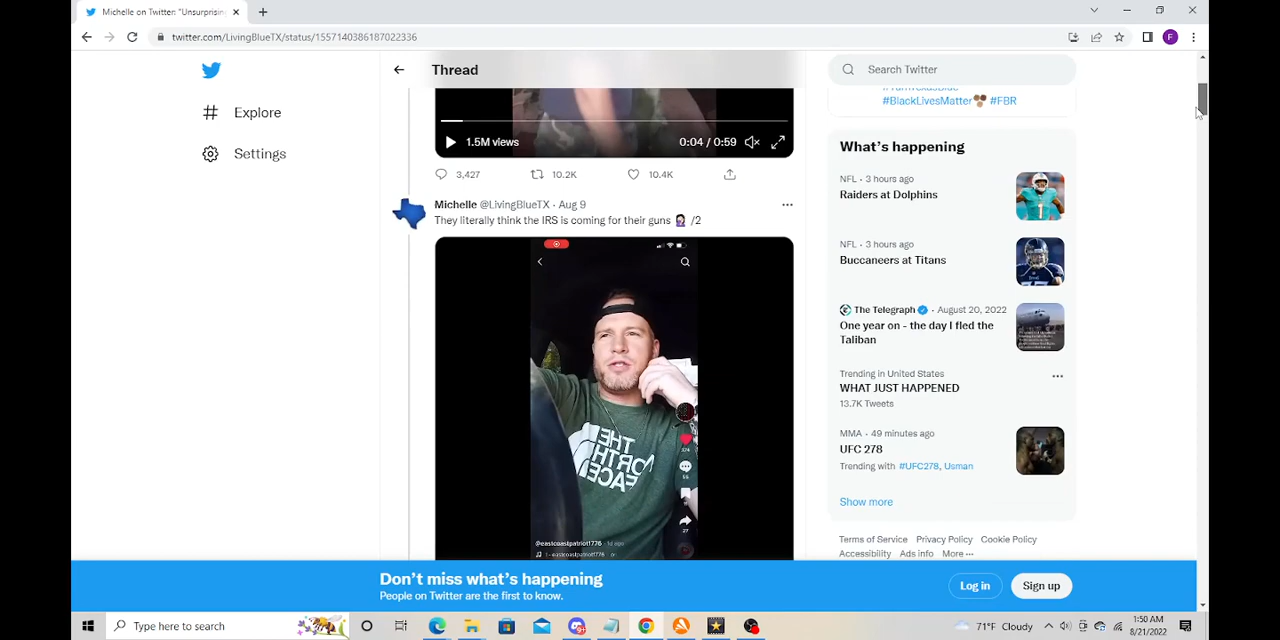 Michelle on Twitter: "Unsurprisin
twitter.com/LivingBlueTX/status/1557140386187022336
Explore
Settings
Thread
1.5M views
0:04 / 0:59
3,427
10.2K
10.4K
Michelle @LivingBlueTX · Aug 9
They literally think the IRS is coming for their guns 🤦🏻‍♀️ /2
THE
NORTH
FACE
@eastcoastpatriot1776 · 1d ago
Search Twitter
#BlackLivesMatter #FBR
What's happening
NFL · 3 hours ago
Raiders at Dolphins
NFL · 3 hours ago
Buccaneers at Titans
The Telegraph · August 20, 2022
One year on - the day I fled the
Taliban
Trending in United States
WHAT JUST HAPPENED
13.7K Tweets
MMA · 49 minutes ago
UFC 278
Trending with #UFC278, Usman
Show more
Terms of Service Privacy Policy Cookie Policy
Accessibility Ads info More
Don't miss what's happening
People on Twitter are the first to know.
Log in
Sign up
Type here to search
71°F Cloudy
1:50 AM
8/21/2022